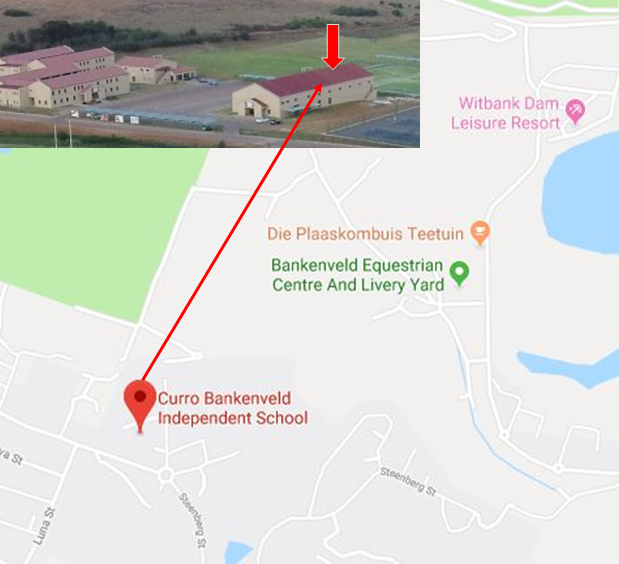 Witbank Dam
Leisure Resort
Die Plaaskombuis Teetuin
Bankenveld Equestrian
Centre And Livery Yard
Curro Bankenveld
Independent School
va St
Luna St
Steenberg St
Steenberg St